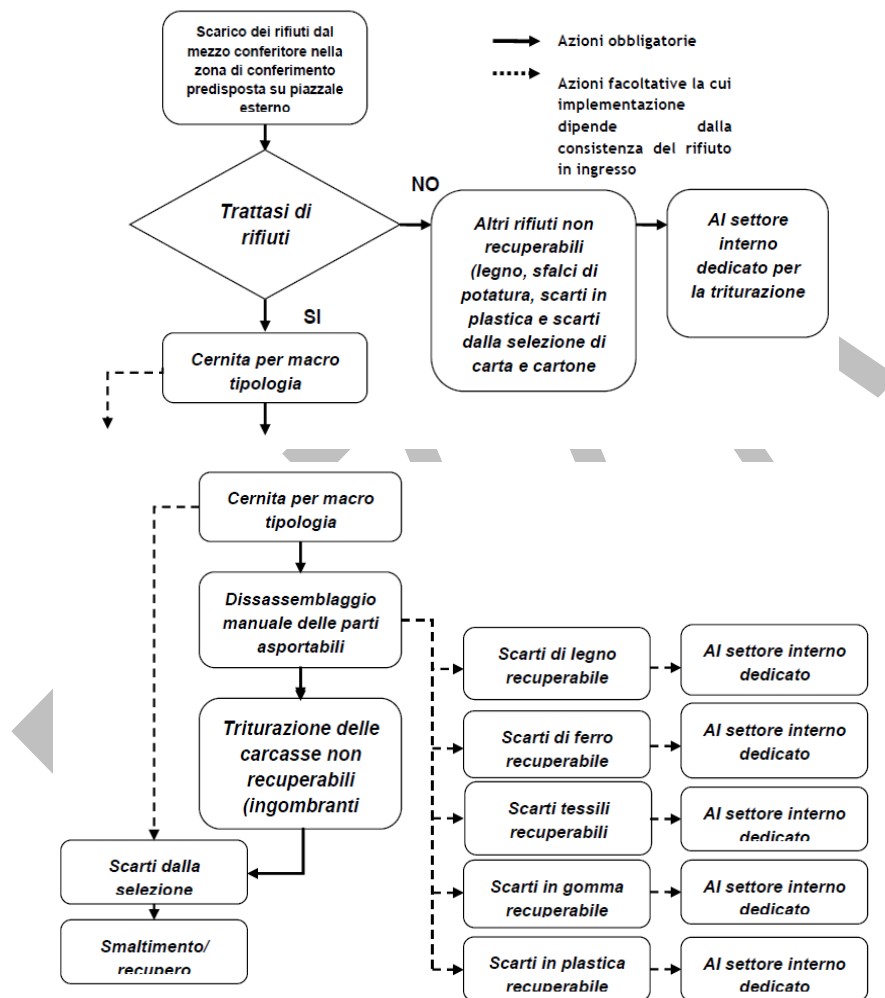 Scarico dei rifiuti dal
mezzo conferitore nella
zona di conferimento
predisposta su piazzale
esterno
Azioni obbligatorie
Azioni facoltative la cui
implementazione
dipende dalla
consistenza del rifiuto
in ingresso
Trattasi di
rifiuti
NO
Altri rifiuti non
recuperabili
(legno, sfalci di
potatura, scarti in
plastica e scarti
dalla selezione di
carta e cartone
Al settore
interno
dedicato per
la triturazione
SI
Cernita per macro
tipologia
Cernita per macro
tipologia
Dissassemblaggio
manuale delle parti
asportabili
Triturazione delle
carcasse non
recuperabili
(ingombranti
Scarti dalla
selezione
Smaltimento/
recupero
Scarti di legno
recuperabile
Al settore interno
dedicato
Scarti di ferro
recuperabile
Al settore interno
dedicato
Scarti tessili
recuperabili
Al settore interno
dedicato
Scarti in gomma
recuperabile
Al settore interno
dedicato
Scarti in plastica
recuperabile
Al settore interno
dedicato